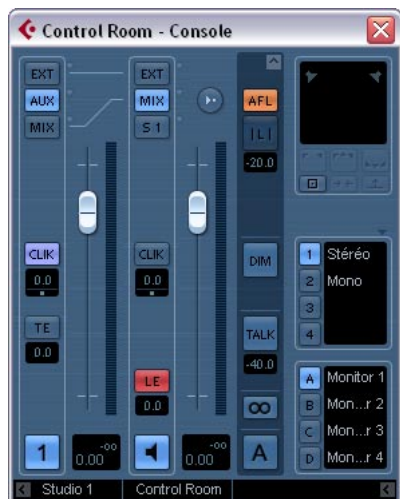 Control Room - Console
EXT
AUX
MIX
CLIK
0.0
TE
0.0
1
-oo
0.00
Studio 1
EXT
MIX
S 1
CLIK
0.0
LE
0.0
-oo
0.00
Control Room
AFL
|L|
-20.0
DIM
TALK
-40.0
A
1 Stéréo
2 Mono
3
4
A Monitor 1
B Mon...r 2
C Mon...r 3
D Mon...r 4